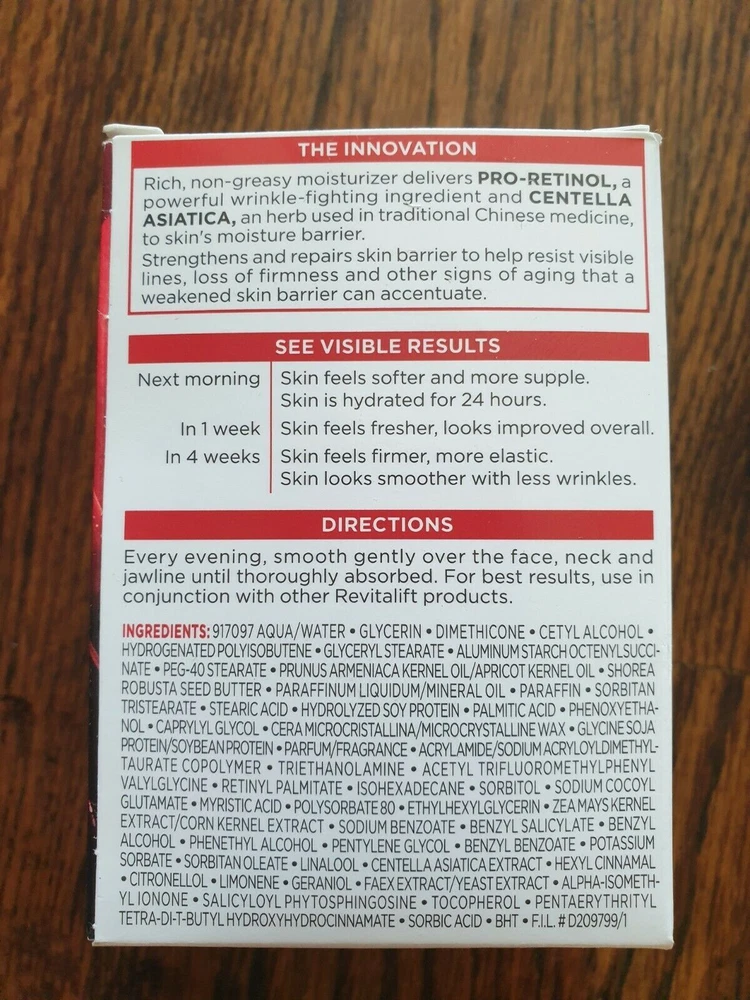 THE INNOVATION
Rich, non-greasy moisturizer delivers PRO-RETINOL, a
powerful wrinkle-fighting ingredient and CENTELLA
ASIATICA, an herb used in traditional Chinese medicine,
to skin's moisture barrier.
Strengthens and repairs skin barrier to help resist visible
lines, loss of firmness and other signs of aging that a
weakened skin barrier can accentuate.
SEE VISIBLE RESULTS
Next morning Skin feels softer and more supple.
Skin is hydrated for 24 hours.
In 1 week Skin feels fresher, looks improved overall.
In 4 weeks Skin feels firmer, more elastic.
Skin looks smoother with less wrinkles.
DIRECTIONS
Every evening, smooth gently over the face, neck and
jawline until thoroughly absorbed. For best results, use in
conjunction with other Revitalift products.
INGREDIENTS: 917097 AQUA/WATER • GLYCERIN • DIMETHICONE • CETYL ALCOHOL •
HYDROGENATED POLYISOBUTENE • GLYCERYL STEARATE • ALUMINUM STARCH OCTENYLSUCCI-
NATE • PEG-40 STEARATE • PRUNUS ARMENIACA KERNEL OIL/APRICOT KERNEL OIL • SHOREA
ROBUSTA SEED BUTTER • PARAFFINUM LIQUIDUM/MINERAL OIL • PARAFFIN • SORBITAN
TRISTEARATE • STEARIC ACID • HYDROLYZED SOY PROTEIN • PALMITIC ACID • PHENOXYETHA-
NOL • CAPRYLYL GLYCOL • CERA MICROCRISTALLINA/MICROCRYSTALLINE WAX • GLYCINE SOJA
PROTEIN/SOYBEAN PROTEIN • PARFUM/FRAGRANCE • ACRYLAMIDE/SODIUM ACRYLOYLDIMETHYL-
TAURATE COPOLYMER • TRIETHANOLAMINE • ACETYL TRIFLUOROMETHYLPHENYL
VALYLGLYCINE • RETINYL PALMITATE • ISOHEXADECANE • SORBITOL • SODIUM COCOYL
GLUTAMATE • MYRISTIC ACID • POLYSORBATE 80 • ETHYLHEXYLGLYCERIN • ZEA MAYS KERNEL
EXTRACT/CORN KERNEL EXTRACT • SODIUM BENZOATE • BENZYL SALICYLATE • BENZYL
ALCOHOL • PHENETHYL ALCOHOL • PENTYLENE GLYCOL • BENZYL BENZOATE • POTASSIUM
SORBATE • SORBITAN OLEATE • LINALOOL • CENTELLA ASIATICA EXTRACT • HEXYL CINNAMAL
• CITRONELLOL • LIMONENE • GERANIOL • FAEX EXTRACT/YEAST EXTRACT • ALPHA-ISOMETH-
YL IONONE • SALICYLOYL PHYTOSPHINGOSINE • TOCOPHEROL • PENTAERYTHRITYL
TETRA-DI-T-BUTYL HYDROXYHYDROCINNAMATE • SORBIC ACID • BHT • F.I.L. # D209799/1